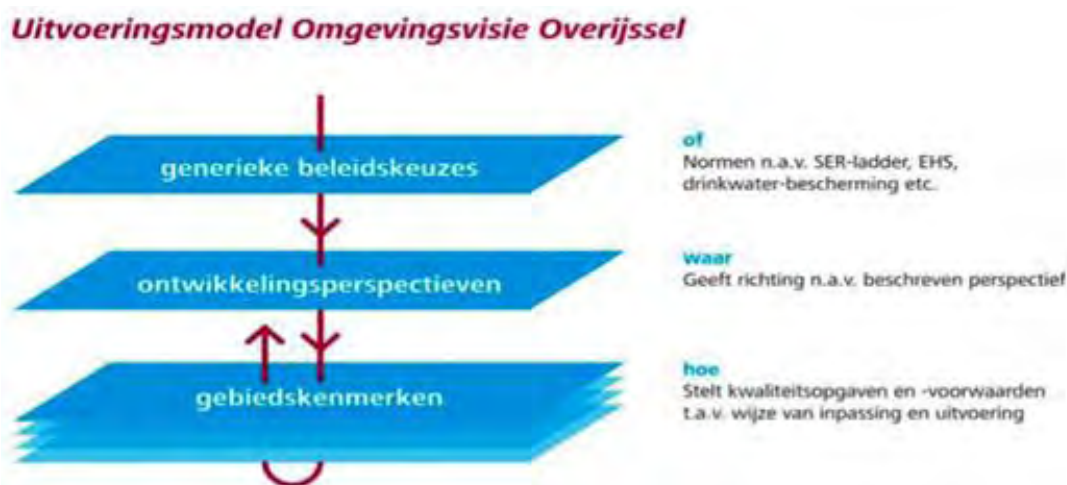 Uitvoeringsmodel Omgevingsvisie Overijssel
generieke beleidskeuzes
of
Normen n.a.v. SER-ladder, EHS,
drinkwater-bescherming etc.
ontwikkelingsperspectieven
waar
Geeft richting n.a.v. beschreven perspectief
gebiedskenmerken
hoe
Stelt kwaliteitsopgaven en -voorwaarden
t.a.v. wijze van inpassing en uitvoering